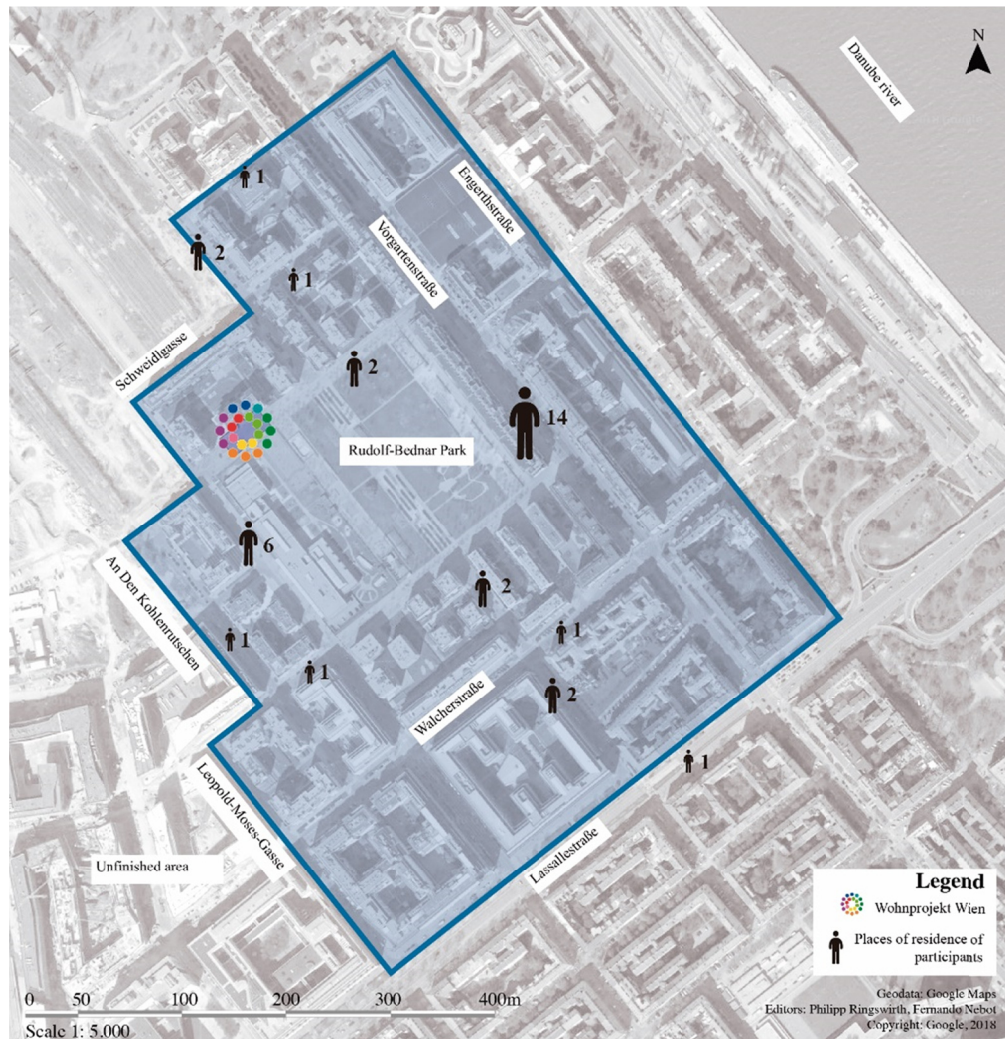 N
Danube river
1
Engerthstraße
2
Vorgartenstraße
1
Schweidlgasse
2
14
Rudolf-Bednar Park
6
2
An Den Kohlenrutschen
1
1
1
Walcherstraße
2
1
Leopold-Moses-Gasse
Lassallestraße
Unfinished area
Legend
Wohnprojekt Wien
Places of residence of
participants
0 50 100 200 300 400m
Scale 1: 5.000
Geodata: Google Maps
Editors: Philipp Ringswirth, Fernando Nebot
Copyright: Google, 2018